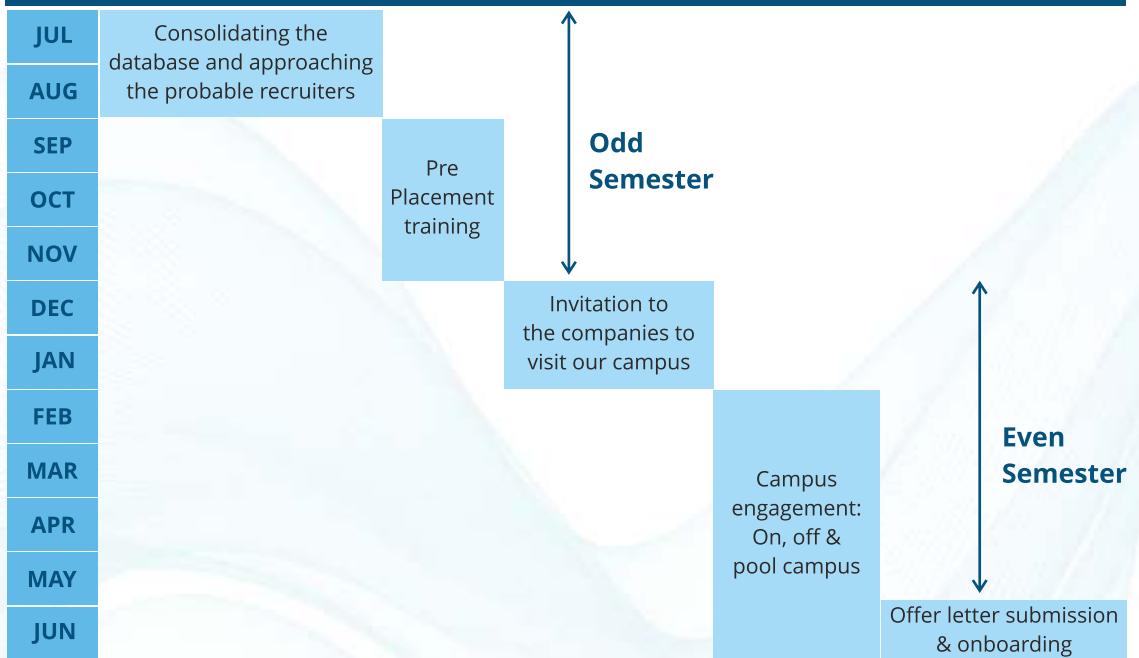 JUL
AUG
SEP
OCT
NOV
DEC
JAN
FEB
MAR
APR
MAY
JUN
Consolidating the
database and approaching
the probable recruiters
Pre
Placement
training
Odd
Semester
Invitation to
the companies to
visit our campus
Campus
engagement:
On, off &
pool campus
Even
Semester
Offer letter submission
& onboarding